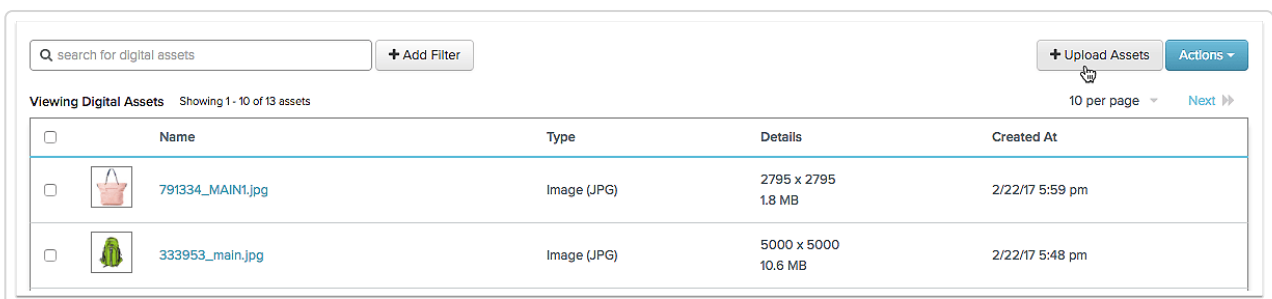 search for digital assets
+ Add Filter
+ Upload Assets
Actions
Viewing Digital Assets Showing 1 - 10 of 13 assets
10 per page
Next
Name Type Details Created At
791334_MAIN1.jpg Image (JPG) 2795 x 2795 2/22/17 5:59 pm
1.8 MB
333953_main.jpg Image (JPG) 5000 x 5000 2/22/17 5:48 pm
10.6 MB